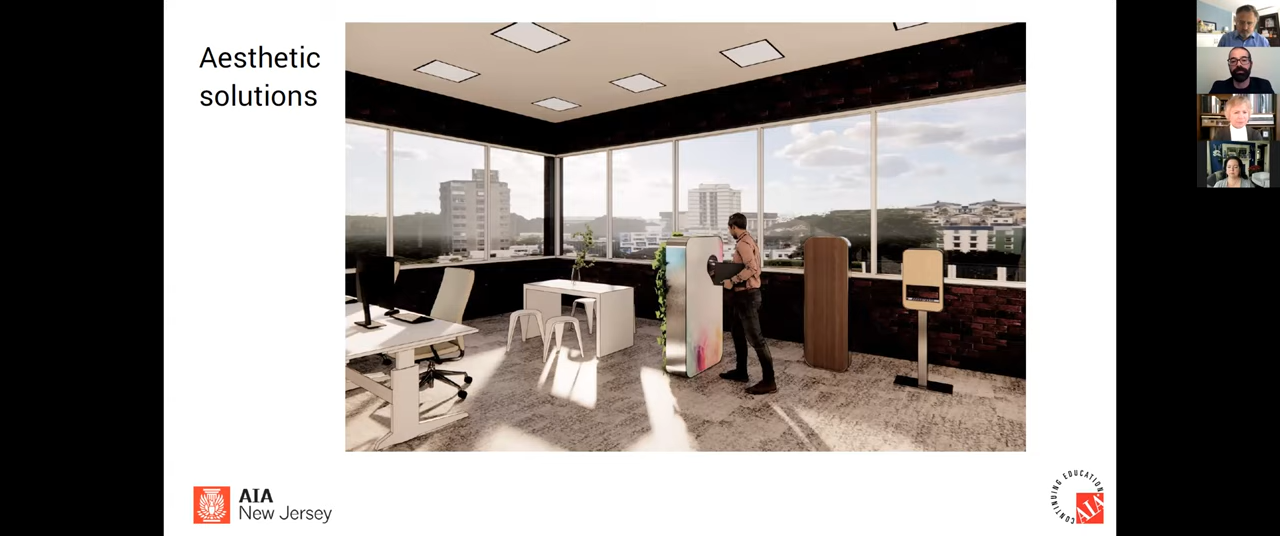 Aesthetic
solutions
AIA
New Jersey
CONTINUING EDUCATION
AIA